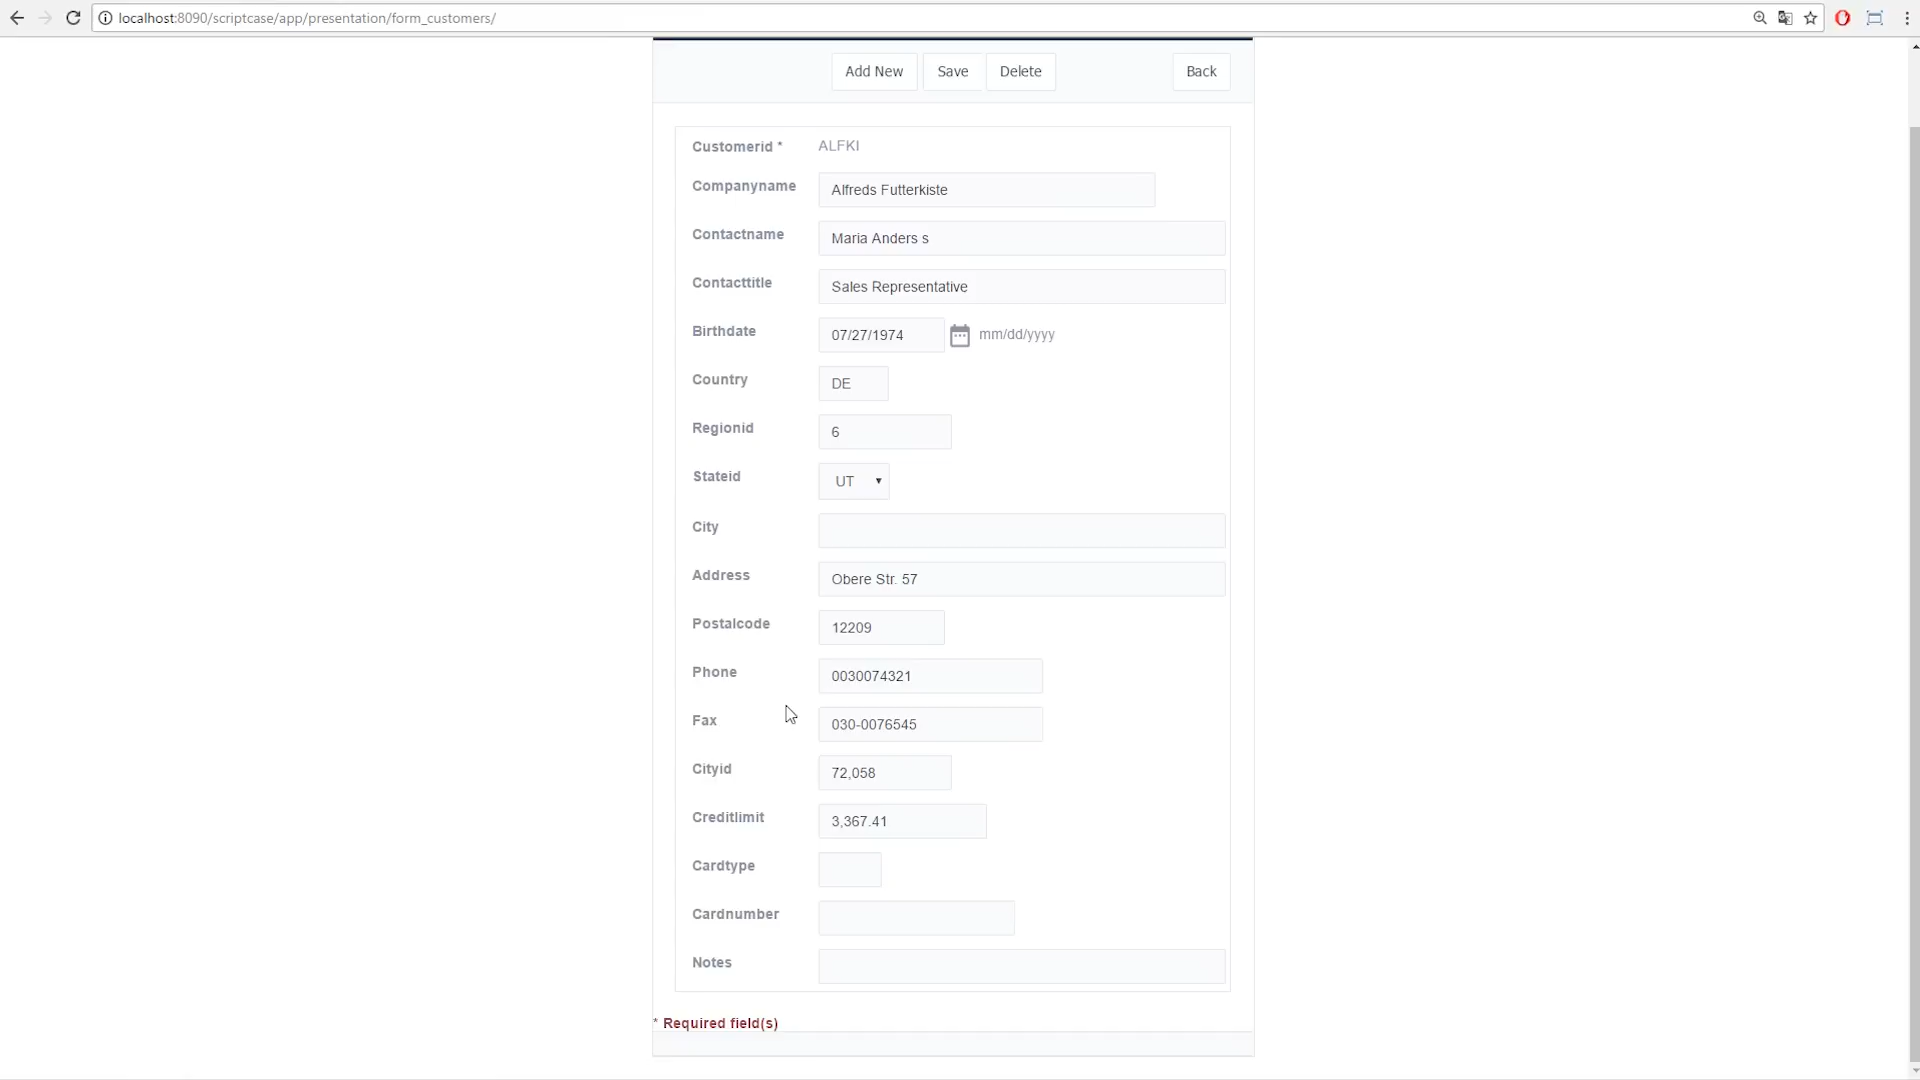 localhost:8090/scriptcase/app/presentation/form_customers/
Add New Save Delete Back
Customerid * ALFKI
Companyname Alfreds Futterkiste
Contactname Maria Anders s
Contacttitle Sales Representative
Birthdate 07/27/1974 mm/dd/yyyy
Country DE
Regionid 6
Stateid UT
City
Address Obere Str. 57
Postalcode 12209
Phone 0030074321
Fax 030-0076545
Cityid 72,058
Creditlimit 3,367.41
Cardtype
Cardnumber
Notes
* Required field(s)